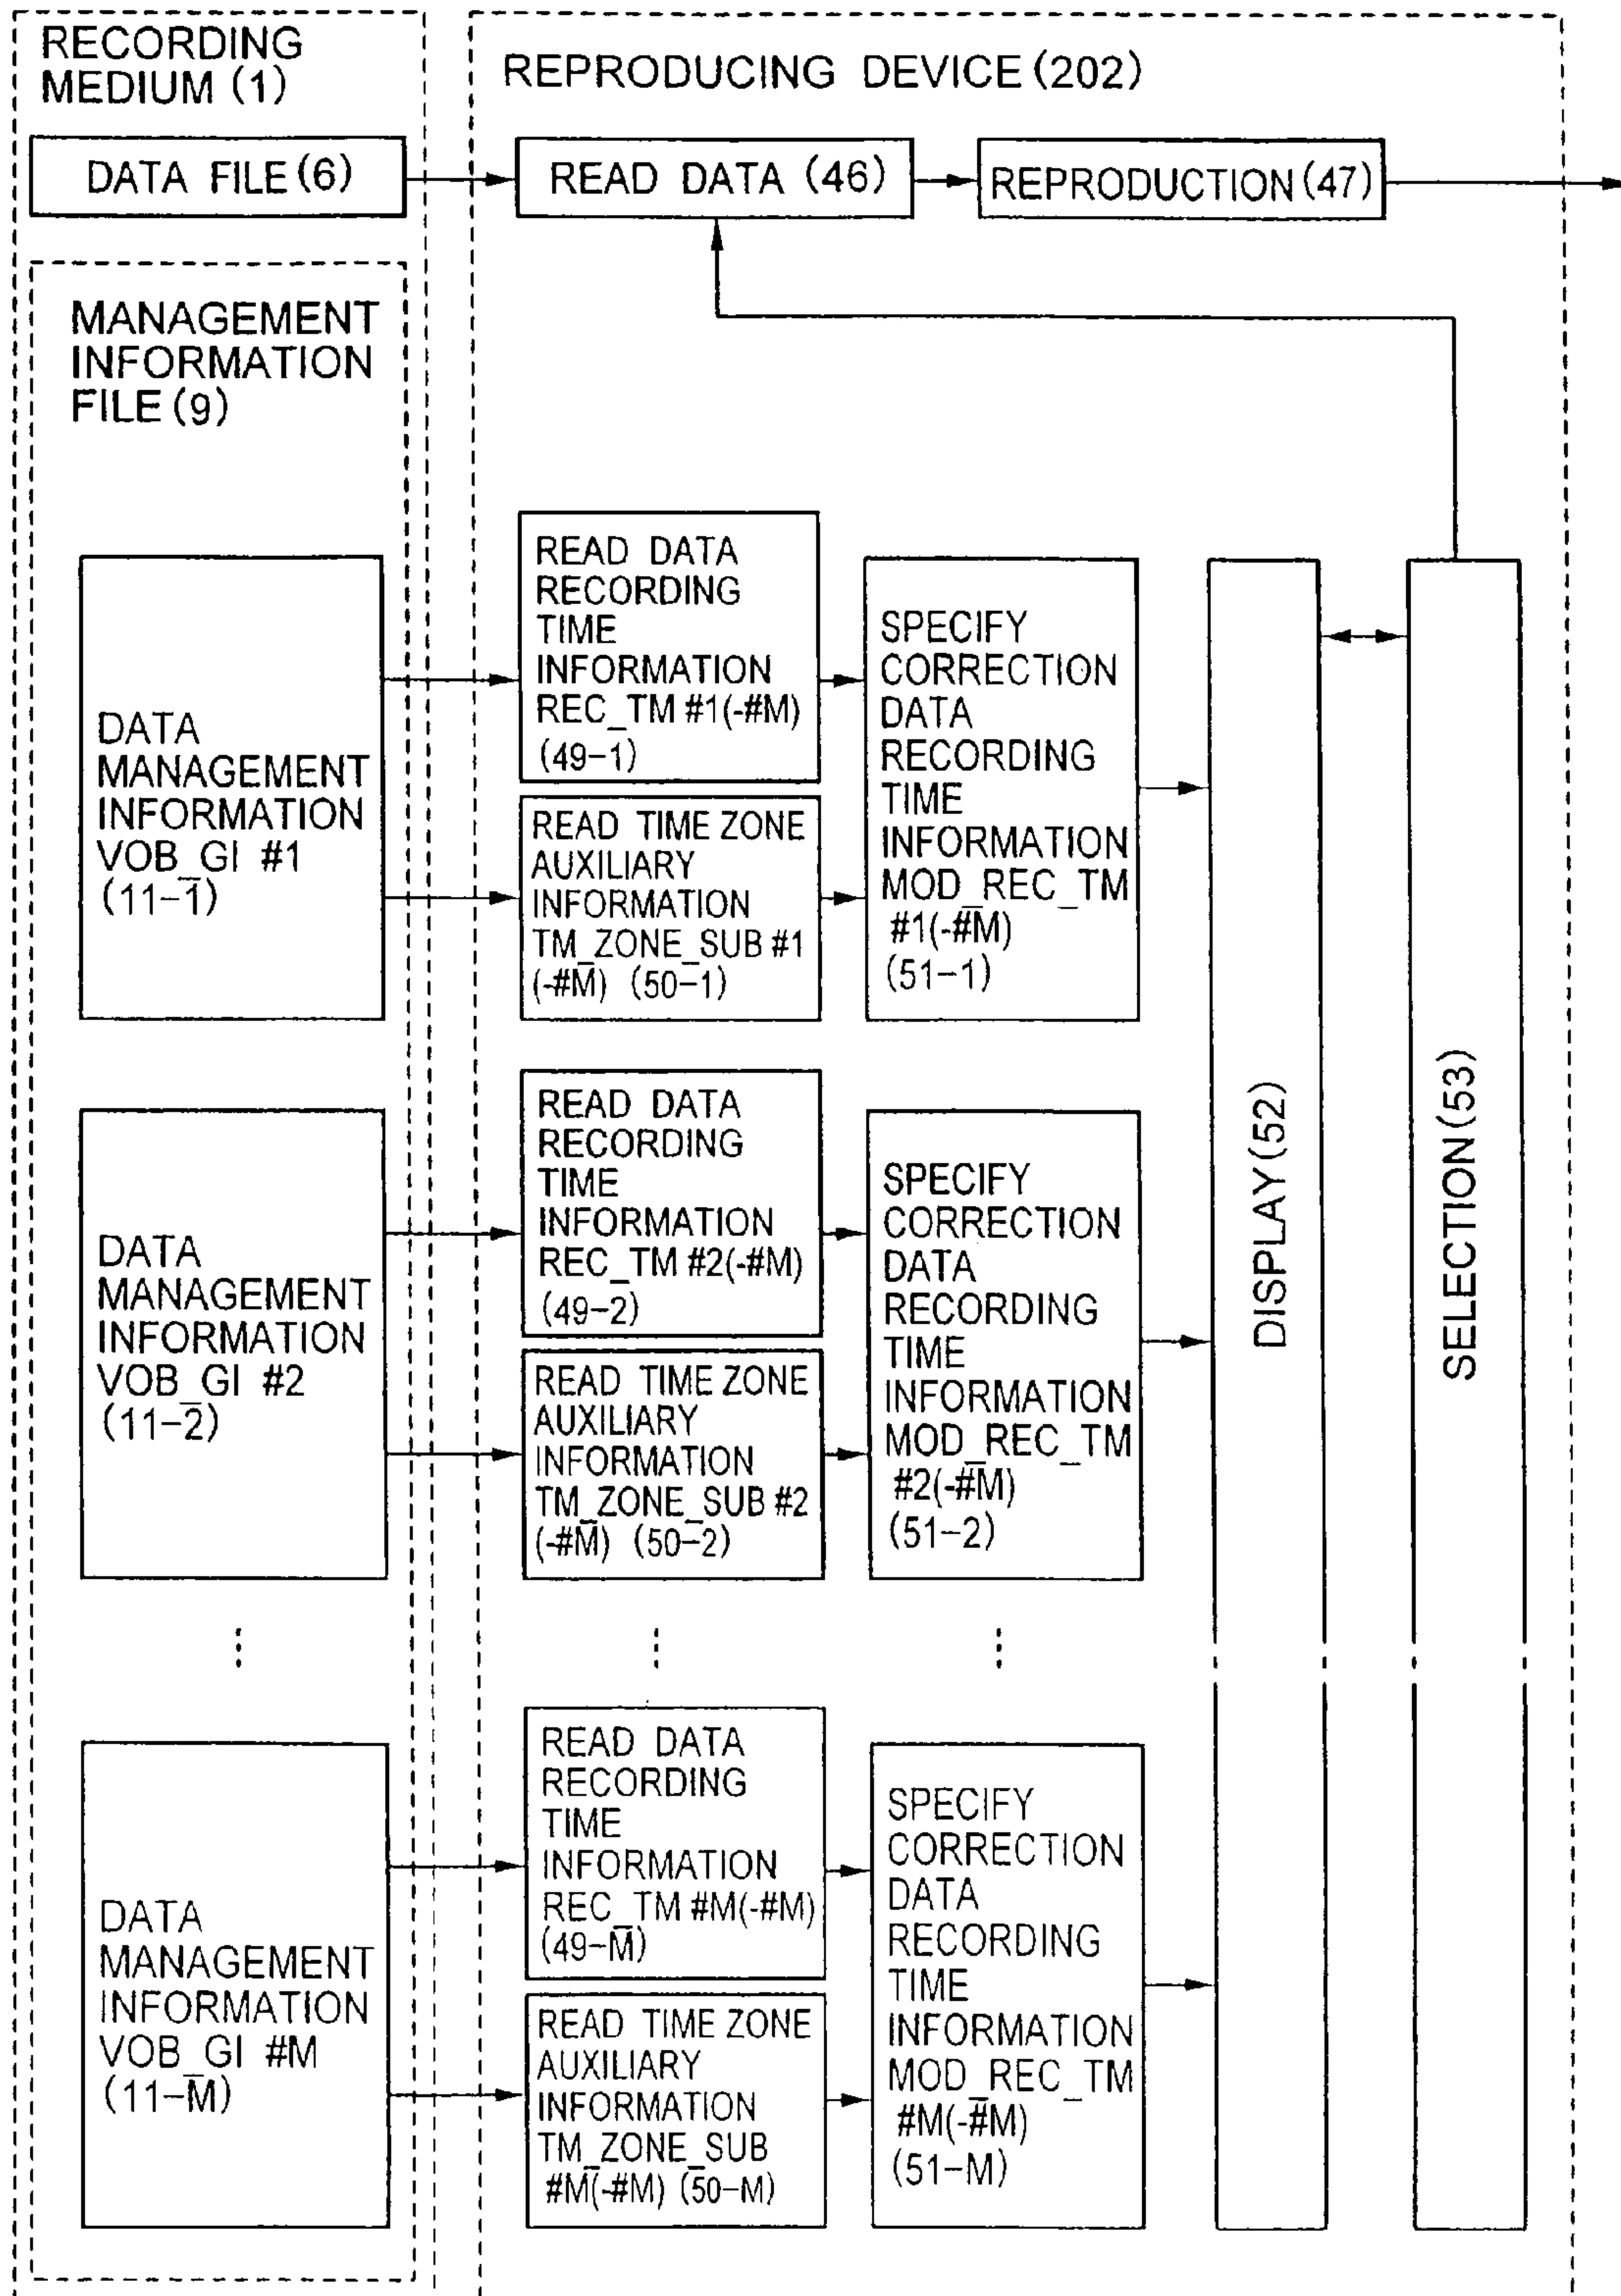 RECORDING
MEDIUM (1)
REPRODUCING DEVICE (202)
DATA FILE (6)
READ DATA (46)
REPRODUCTION (47)
MANAGEMENT
INFORMATION
FILE (9)
DATA
MANAGEMENT
INFORMATION
VOB_GI #1
(11-1)
READ DATA
RECORDING
TIME
INFORMATION
REC_TM #1(-#M)
(49-1)
READ TIME ZONE
AUXILIARY
INFORMATION
TM_ZONE_SUB #1
(-#M) (50-1)
SPECIFY
CORRECTION
DATA
RECORDING
TIME
INFORMATION
MOD_REC_TM
#1(-#M)
(51-1)
DISPLAY (52)
SELECTION (53)
DATA
MANAGEMENT
INFORMATION
VOB_GI #2
(11-2)
READ DATA
RECORDING
TIME
INFORMATION
REC_TM #2(-#M)
(49-2)
READ TIME ZONE
AUXILIARY
INFORMATION
TM_ZONE_SUB #2
(-#M) (50-2)
SPECIFY
CORRECTION
DATA
RECORDING
TIME
INFORMATION
MOD_REC_TM
#2(-#M)
(51-2)
DATA
MANAGEMENT
INFORMATION
VOB_GI #M
(11-M)
READ DATA
RECORDING
TIME
INFORMATION
REC_TM #M(-#M)
(49-M)
READ TIME ZONE
AUXILIARY
INFORMATION
TM_ZONE_SUB
#M(-#M) (50-M)
SPECIFY
CORRECTION
DATA
RECORDING
TIME
INFORMATION
MOD_REC_TM
#M(-#M)
(51-M)